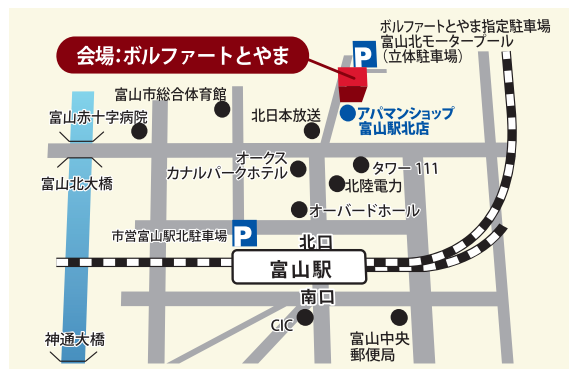 ボルファートとやま指定駐車場
富山北モータープール
（立体駐車場）
P
会場:ボルファートとやま
富山市総合体育館
富山赤十字病院
北日本放送
アパマンショップ
富山駅北店
オークス
カナルパークホテル
タワー111
富山北大橋
北陸電力
オーバードホール
市営富山駅北駐車場
P
北口
富山駅
南口
CIC
神通大橋
富山中央
郵便局